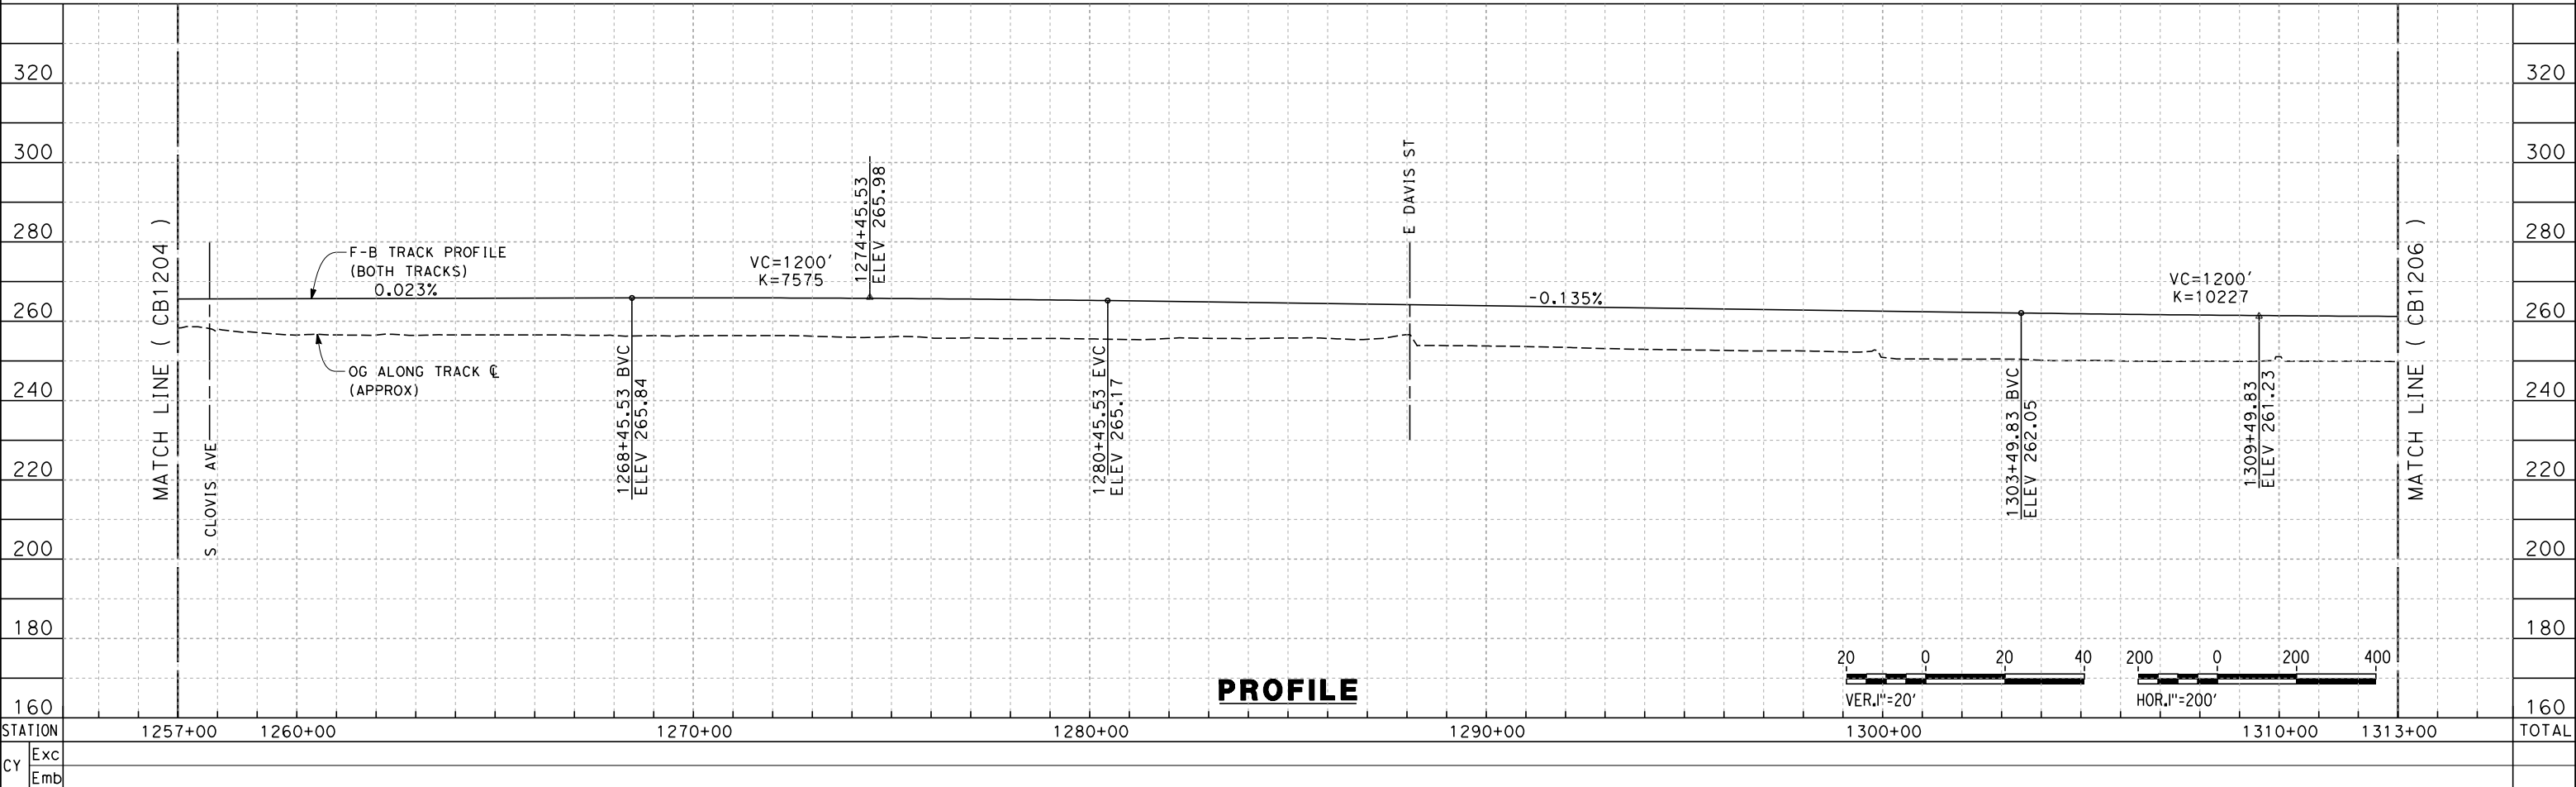 320
300
280
260
240
220
200
180
160
320
300
280
260
240
220
200
180
160
MATCH LINE ( CB1204 )
S CLOVIS AVE
F-B TRACK PROFILE
(BOTH TRACKS)
0.023%
OG ALONG TRACK ℄
(APPROX)
1268+45.53 BVC
ELEV 265.84
VC=1200'
K=7575
1274+45.53
ELEV 265.98
1280+45.53 EVC
ELEV 265.17
E DAVIS ST
-0.135%
1303+49.83 BVC
ELEV 262.05
VC=1200'
K=10227
1309+49.83
ELEV 261.23
MATCH LINE ( CB1206 )
PROFILE
20 0 20 40
VER.1"=20'
200 0 200 400
HOR.1"=200'
STATION 1257+00 1260+00 1270+00 1280+00 1290+00 1300+00 1310+00 1313+00 TOTAL
CY
Exc
Emb